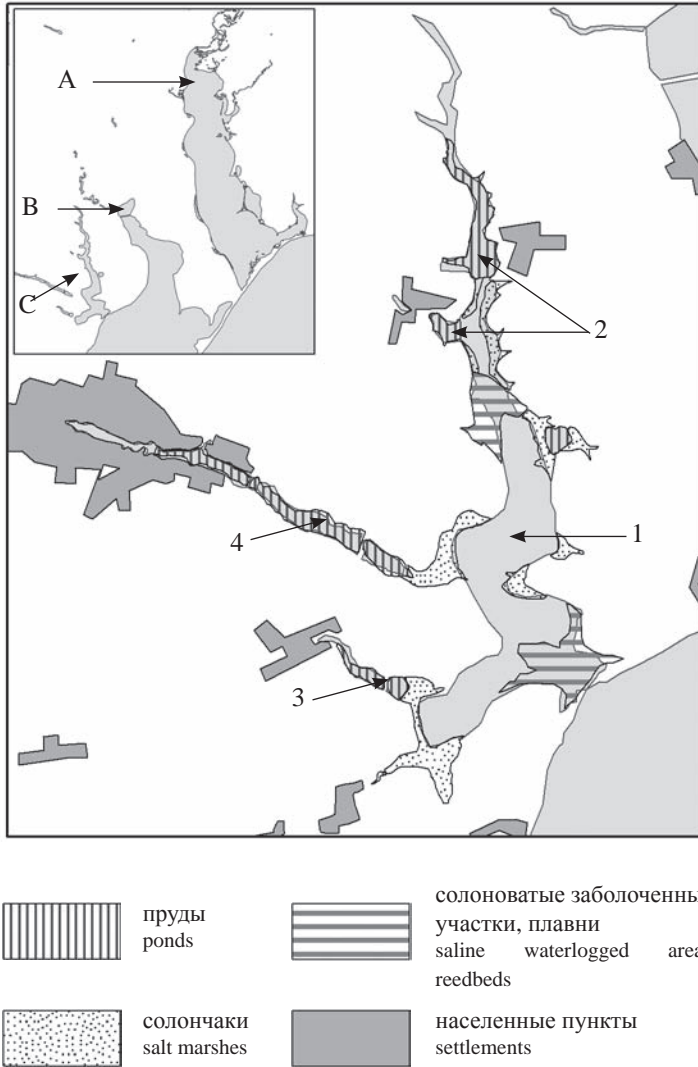 A
B
C
2
1
4
3
пруды
ponds
солончаки
salt marshes
солоноватые заболоченны
участки, плавни
saline waterlogged area
reedbeds
населенные пункты
settlements